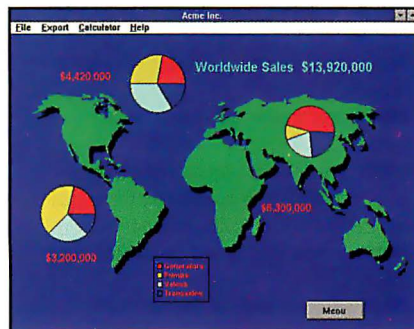 Acme Inc.
File Export Calculator Help
$4,420,000
Worldwide Sales $13,920,000
$6,300,000
$3,200,000
Generators
Pumps
Valves
Transaxles
Menu